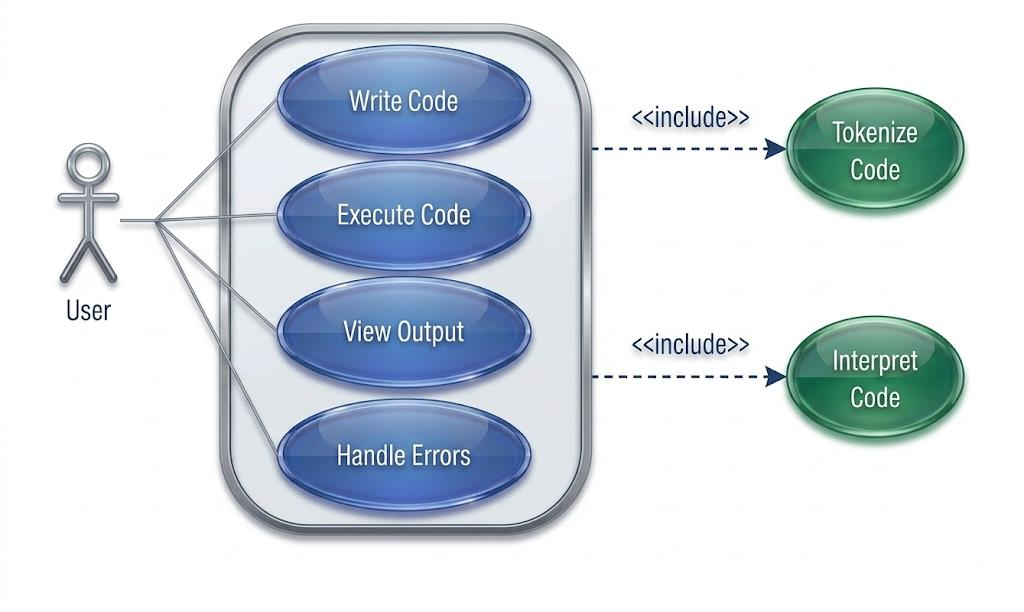 Write Code
<<include>>
Tokenize
Code
Execute Code
User
View Output
<<include>>
Interpret
Code
Handle Errors